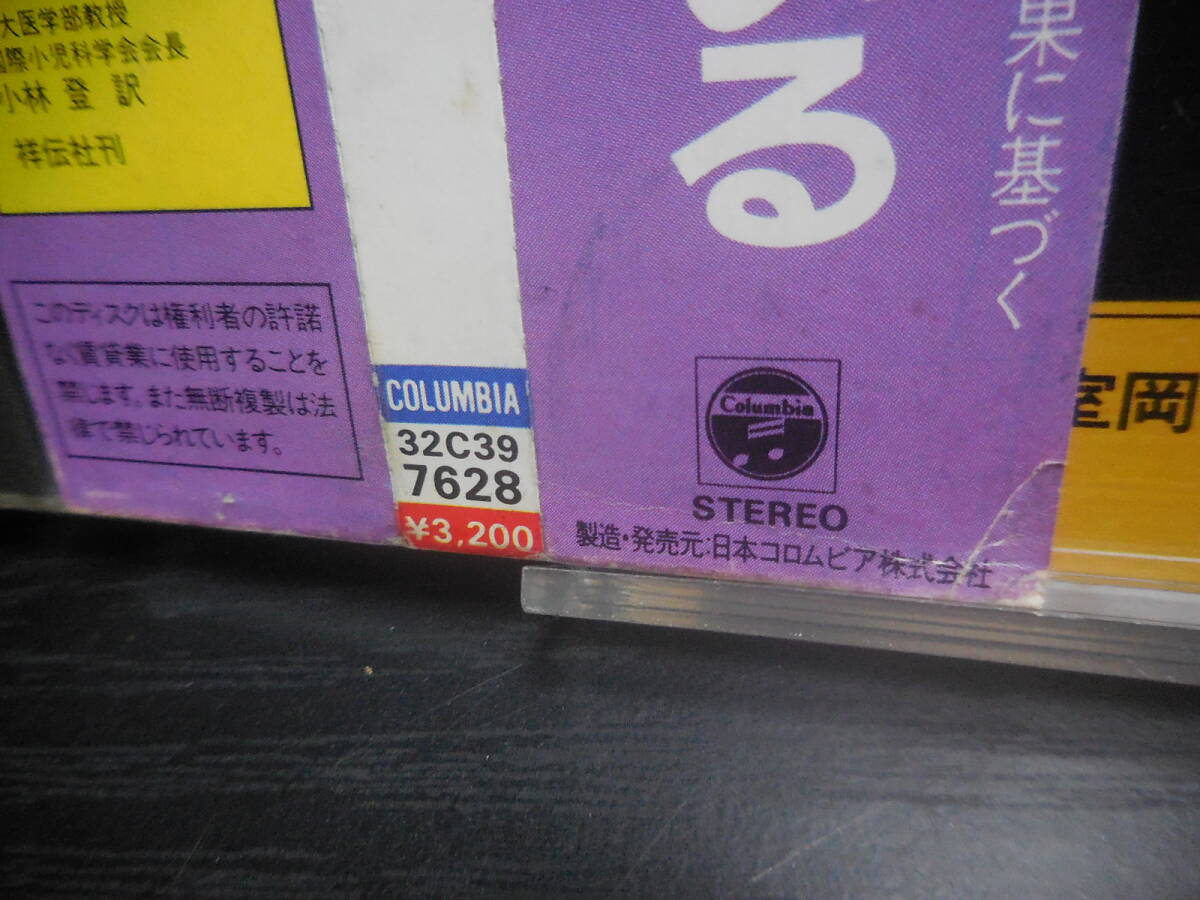 大医学部教授
国際小児科学会会長
小林 登 訳
祥伝社刊
このディスクは権利者の許諾
なく賃貸業に使用することを
禁じます。また無断複製は法
律で禁じられています。
COLUMBIA
32C39
7628
¥3,200
る
果に基づく
Columbia
STEREO
製造・発売元:日本コロムビア株式会社
室岡